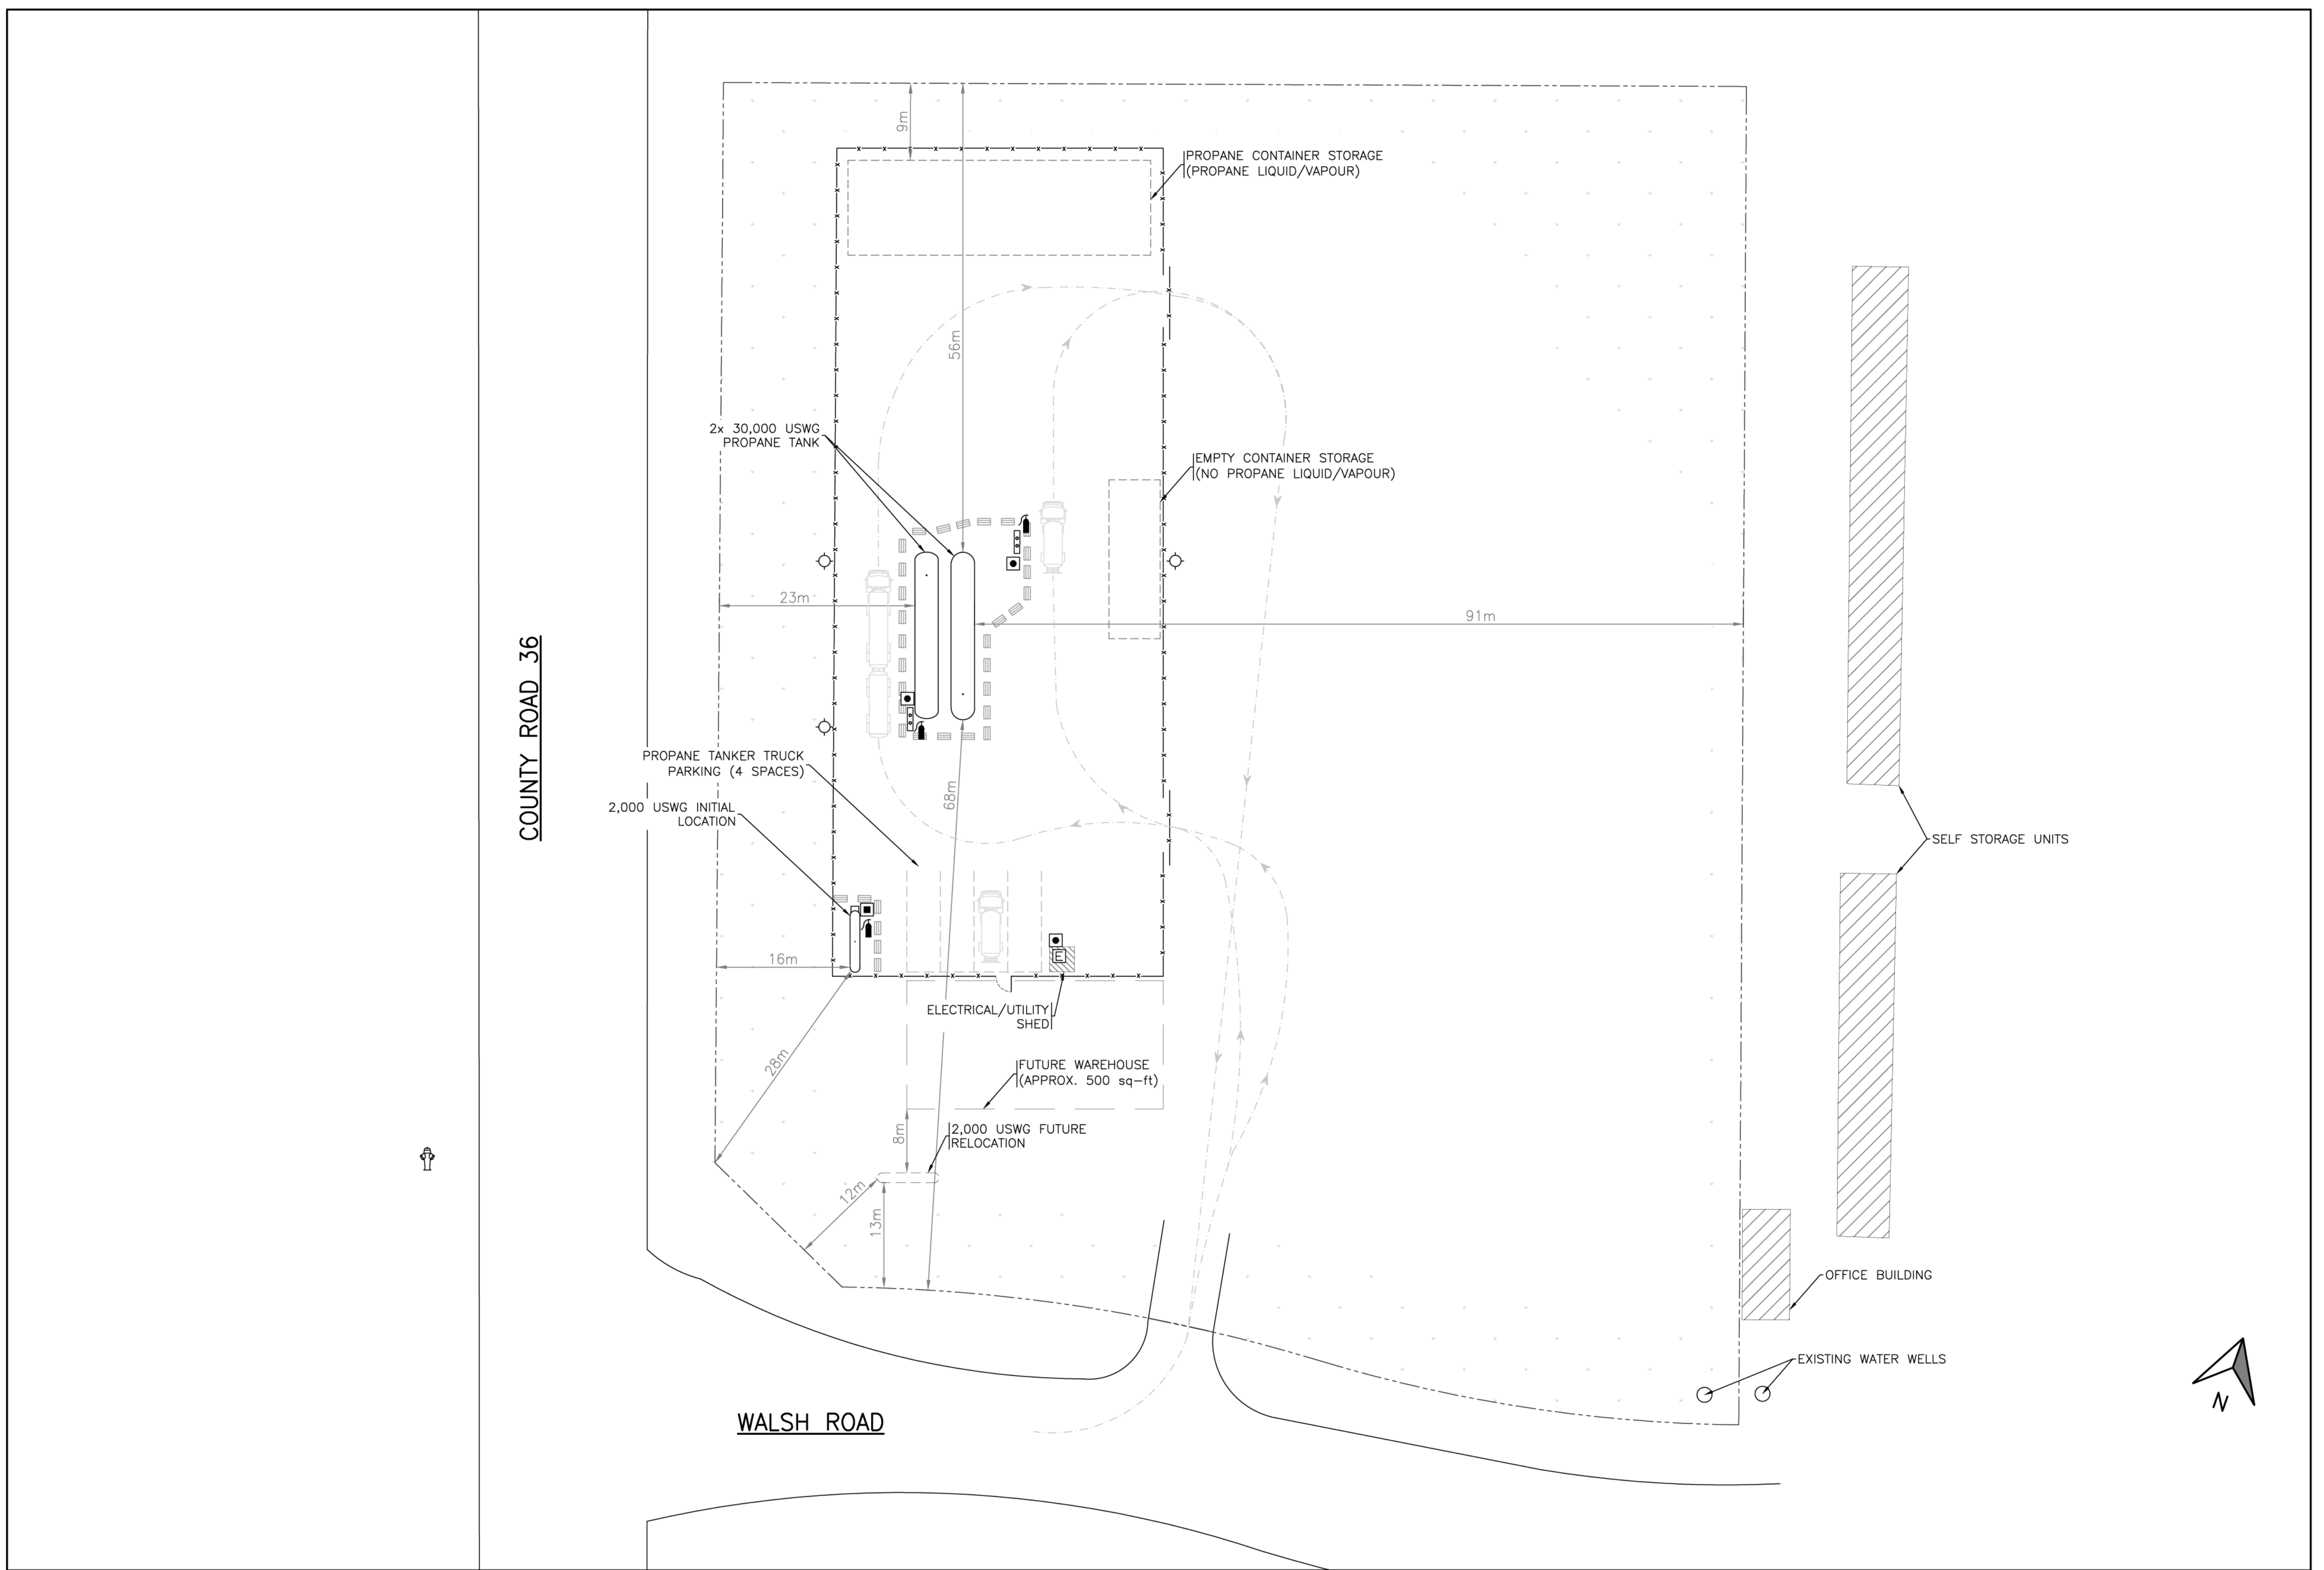 9m
PROPANE CONTAINER STORAGE
(PROPANE LIQUID/VAPOUR)
56m
2x 30,000 USWG
PROPANE TANK
EMPTY CONTAINER STORAGE
(NO PROPANE LIQUID/VAPOUR)
23m
91m
COUNTY ROAD 36
PROPANE TANKER TRUCK
PARKING (4 SPACES)
68m
2,000 USWG INITIAL
LOCATION
SELF STORAGE UNITS
16m
E
ELECTRICAL/UTILITY
SHED
28m
FUTURE WAREHOUSE
(APPROX. 500 sq-ft)
8m
2,000 USWG FUTURE
RELOCATION
12m
13m
OFFICE BUILDING
EXISTING WATER WELLS
N
WALSH ROAD